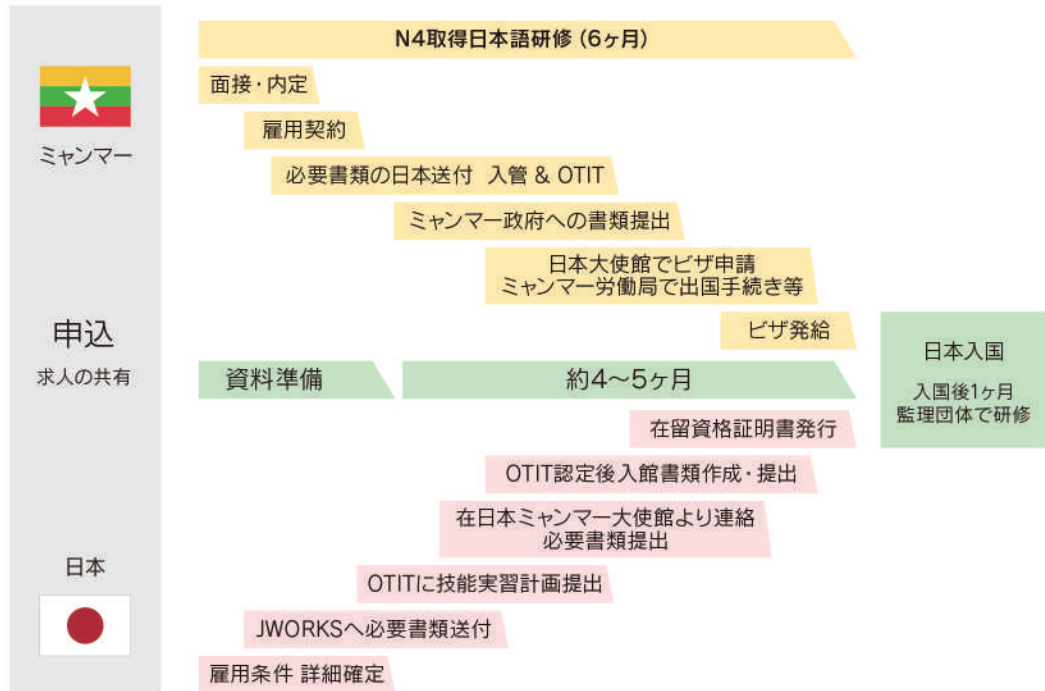 N4取得日本語研修（6ヶ月）
面接・内定
ミャンマー
雇用契約
必要書類の日本送付 入管 & OTIT
ミャンマー政府への書類提出
日本大使館でビザ申請
ミャンマー労働局で出国手続き等
ビザ発給
申込
求人の共有
資料準備
約4〜5ヶ月
日本入国
入国後1ヶ月
監理団体で研修
在留資格証明書発行
OTIT認定後入館書類作成・提出
在日本ミャンマー大使館より連絡
必要書類提出
日本
OTITに技能実習計画提出
JWORKSへ必要書類送付
雇用条件 詳細確定